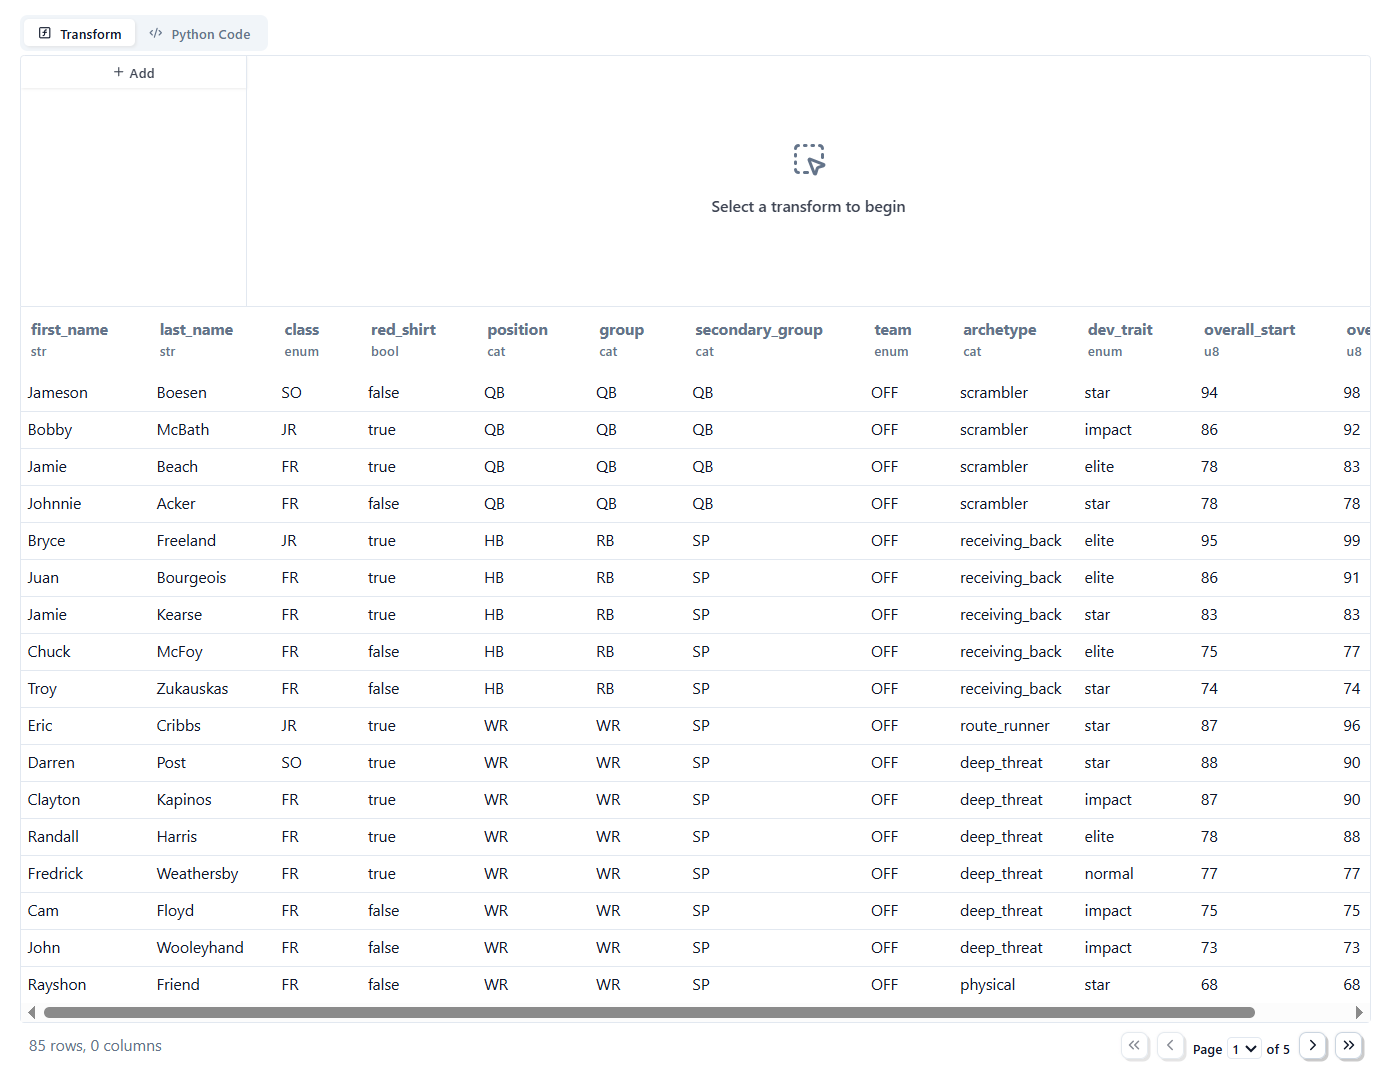 Transform Python Code
+ Add
Select a transform to begin
first_name last_name class red_shirt position group secondary_group team archetype dev_trait overall_start ove
str str enum bool cat cat cat enum cat enum u8 u8
Jameson Boesen SO false QB QB QB OFF scrambler star 94 98
Bobby McBath JR true QB QB QB OFF scrambler impact 86 92
Jamie Beach FR true QB QB QB OFF scrambler elite 78 83
Johnnie Acker FR false QB QB QB OFF scrambler star 78 78
Bryce Freeland JR true HB RB SP OFF receiving_back elite 95 99
Juan Bourgeois FR true HB RB SP OFF receiving_back elite 86 91
Jamie Kearse FR true HB RB SP OFF receiving_back star 83 83
Chuck McFoy FR false HB RB SP OFF receiving_back elite 75 77
Troy Zukauskas FR false HB RB SP OFF receiving_back star 74 74
Eric Cribbs JR true WR WR SP OFF route_runner star 87 96
Darren Post SO true WR WR SP OFF deep_threat star 88 90
Clayton Kapinos FR true WR WR SP OFF deep_threat impact 87 90
Randall Harris FR true WR WR SP OFF deep_threat elite 78 88
Fredrick Weathersby FR true WR WR SP OFF deep_threat normal 77 77
Cam Floyd FR false WR WR SP OFF deep_threat impact 75 75
John Wooleyhand FR false WR WR SP OFF deep_threat impact 73 73
Rayshon Friend FR false WR WR SP OFF physical star 68 68
85 rows, 0 columns Page 1 of 5